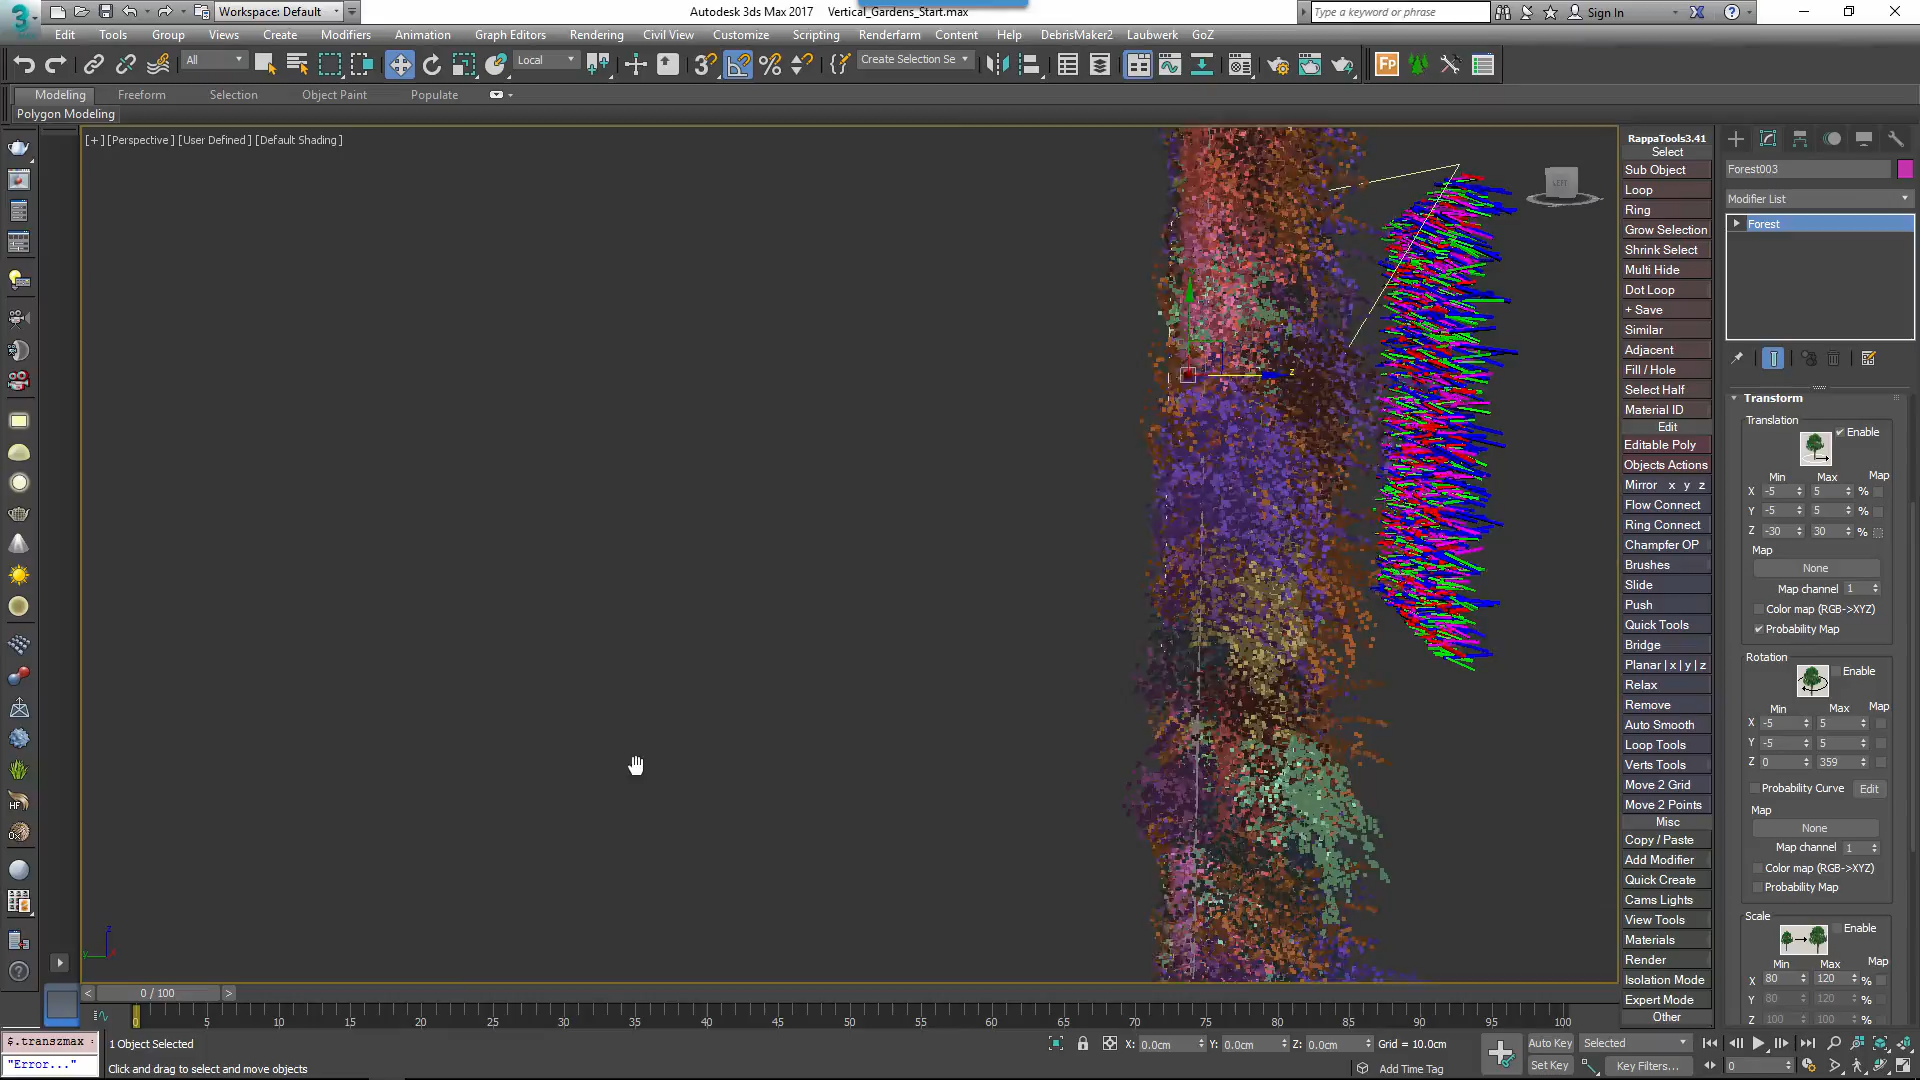 Workspace: Default
Autodesk 3ds Max 2017 Vertical_Gardens_Start.max
Type a keyword or phrase
Sign In
Edit Tools Group Views Create Modifiers Animation Graph Editors Rendering Civil View Customize Scripting Renderfarm Content Help DebrisMaker2 Laubwerk GoZ
All
Local
Create Selection Se
Fp
Modeling Freeform Selection Object Paint Populate
Polygon Modeling
[+] [Perspective] [User Defined] [Default Shading]
LEFT
z
RappaTools3.41
Select
Sub Object
Loop
Ring
Grow Selection
Shrink Select
Multi Hide
Dot Loop
+ Save
Similar
Adjacent
Fill / Hole
Select Half
Material ID
Edit
Editable Poly
Objects Actions
Mirror x y z
Flow Connect
Ring Connect
Champfer OP
Brushes
Slide
Push
Quick Tools
Bridge
Planar | x | y | z
Relax
Remove
Auto Smooth
Loop Tools
Verts Tools
Move 2 Grid
Move 2 Points
Misc
Copy / Paste
Add Modifier
Quick Create
Cams Lights
View Tools
Materials
Render
Isolation Mode
Expert Mode
Other
Forest003
Modifier List
Forest
Transform
Translation
Enable
Min Max Map
X -5 5 %
Y -5 5 %
Z -30 30 %
Map
None
Map channel 1
Color map (RGB->XYZ)
Probability Map
Rotation
Enable
Min Max Map
X -5 5
Y -5 5
Z 0 359
Probability Curve Edit
Map
None
Map channel 1
Color map (RGB->XYZ)
Probability Map
Scale
Enable
Min Max Map
X 80 120 %
Y 80 120 %
Z 100 120 %
< 0 / 100 >
0 5 10 15 20 25 30 35 40 45 50 55 60 65 70 75 80 85 90 95 100
$.transzmax
"Error..."
1 Object Selected
Click and drag to select and move objects
X: 0.0cm Y: 0.0cm Z: 0.0cm Grid = 10.0cm
Add Time Tag
Auto Key Selected
Set Key Key Filters...
0